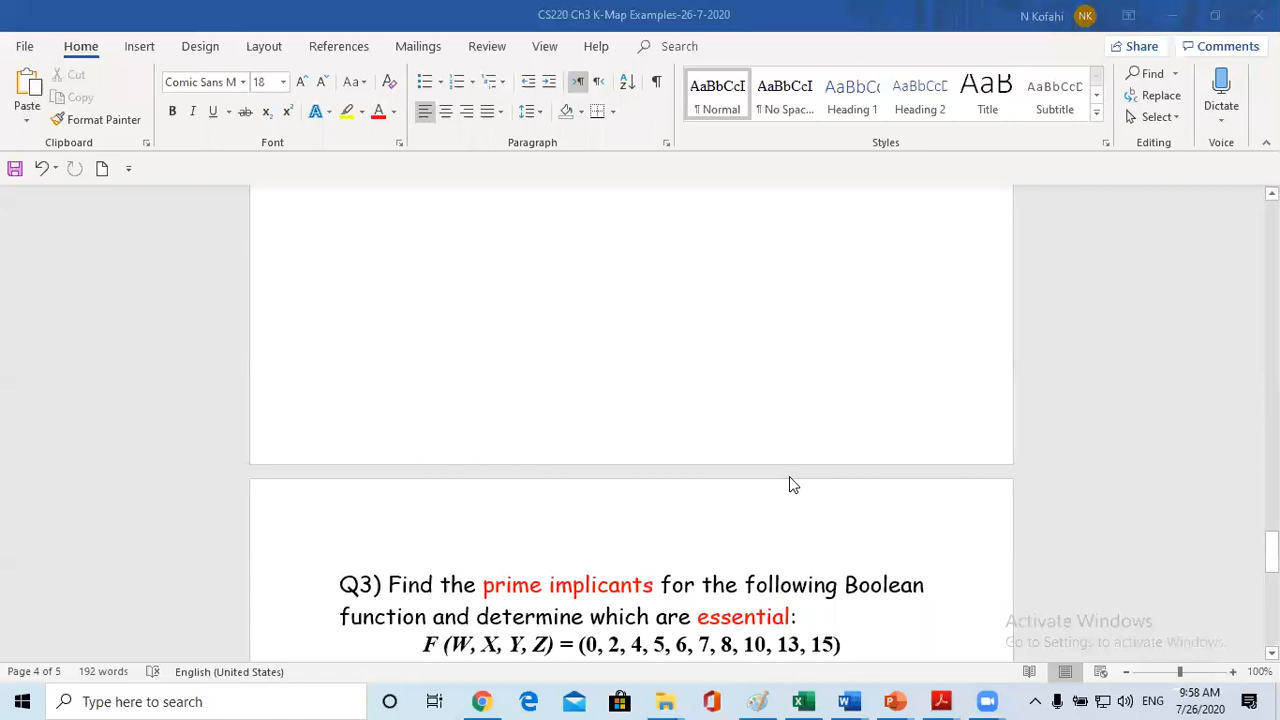 CS220 Ch3 K-Map Examples-26-7-2020
N Kofahi NK
File Home Insert Design Layout References Mailings Review View Help Search Share Comments
Paste Cut Copy Format Painter
Comic Sans M 18 Aa
B I U ab x₂ x² A A
AaBbCcI AaBbCcI AaBbCc AaBbCcD AaB AaBbCcD
¶ Normal ¶ No Spac... Heading 1 Heading 2 Title Subtitle
Find Replace Select Dictate
Clipboard Font Paragraph Styles Editing Voice
Q3) Find the prime implicants for the following Boolean
function and determine which are essential:
F (W, X, Y, Z) = (0, 2, 4, 5, 6, 7, 8, 10, 13, 15)
Activate Windows
Go to Settings to activate Windows.
Page 4 of 5 192 words English (United States) 100%
Type here to search ENG 9:58 AM
7/26/2020